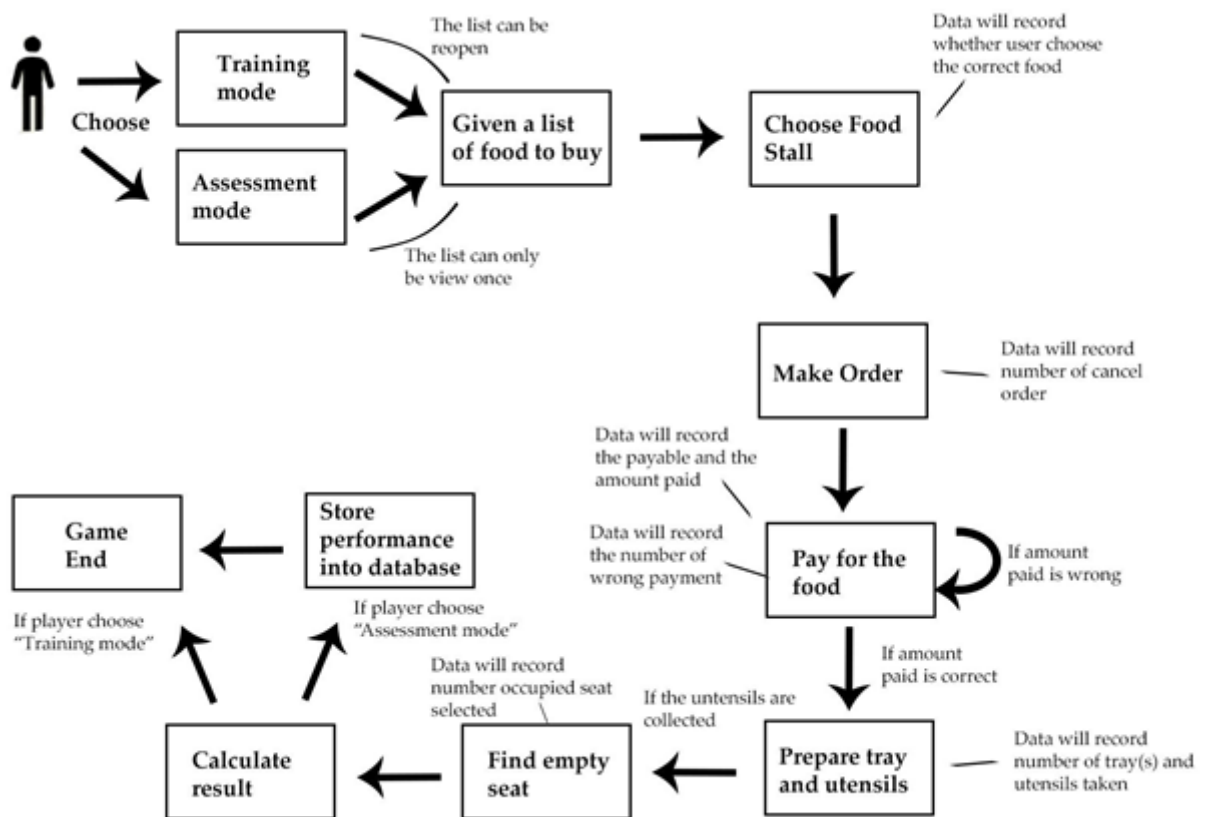 The list can be
reopen
Data will record
whether user choose
the correct food
Training
mode
Choose
Given a list
of food to buy
Choose Food
Stall
Assessment
mode
The list can only
be view once
Make Order
Data will record
number of cancel
order
Data will record
the payable and the
amount paid
Data will record
the number of
wrong payment
Pay for the
food
If amount
paid is wrong
If amount
paid is correct
Game
End
Store
performance
into database
If player choose
"Training mode"
If player choose
"Assessment mode"
Data will record
number occupied seat
selected
If the untensils are
collected
Calculate
result
Find empty
seat
Prepare tray
and utensils
Data will record
number of tray(s) and
utensils taken